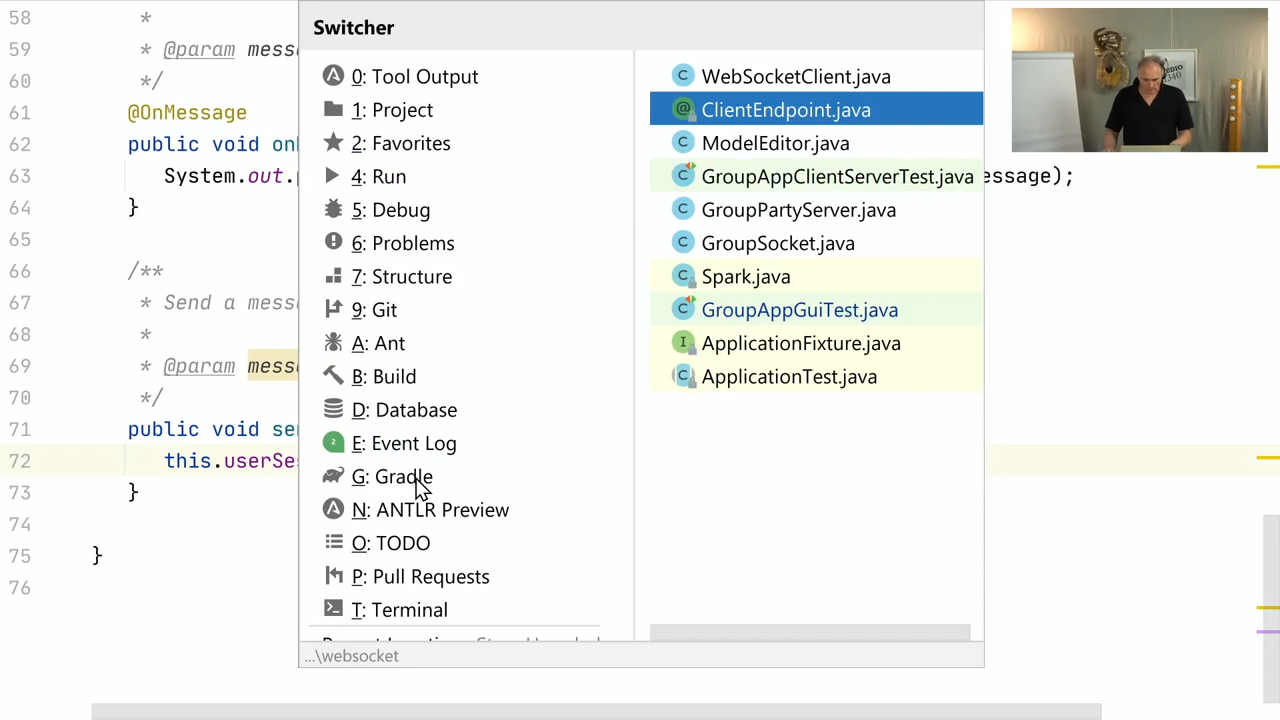 Switcher
0: Tool Output
1: Project
2: Favorites
4: Run
5: Debug
6: Problems
7: Structure
9: Git
A: Ant
B: Build
D: Database
E: Event Log
G: Gradle
N: ANTLR Preview
O: TODO
P: Pull Requests
T: Terminal
WebSocketClient.java
ClientEndpoint.java
ModelEditor.java
GroupAppClientServerTest.java
GroupPartyServer.java
GroupSocket.java
Spark.java
GroupAppGuiTest.java
ApplicationFixture.java
ApplicationTest.java
...\websocket
58 *
59 * @param mess
60 */
61 @OnMessage
62 public void on
63 System.out. essage);
64 }
65
66 /**
67 * Send a mess
68 *
69 * @param mess
70 */
71 public void se
72 this.userSe
73 }
74
75 }
76